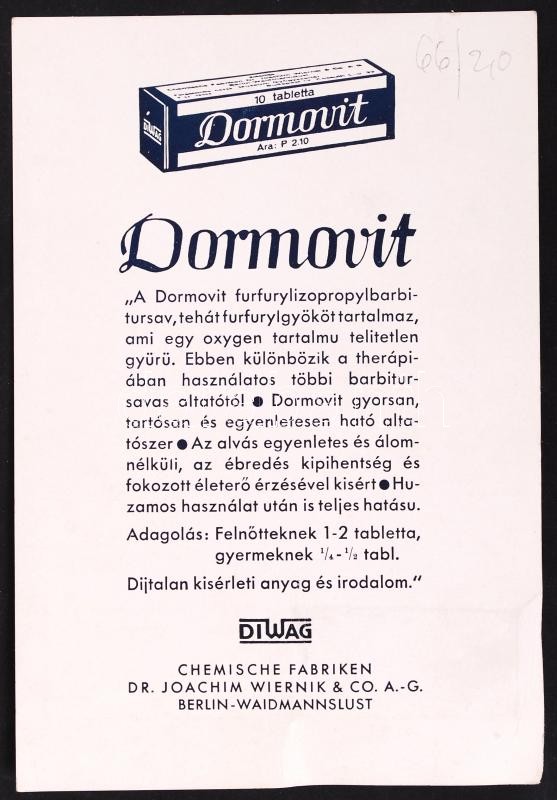 66/2,0
10 tabletta
Dormovit
Ára: P 2.10
DIWAG
Dormovit
„A Dormovit furfurylizopropylbarbi-
tursav, tehát furfurylgyököt tartalmaz,
ami egy oxygen tartalmu telitetlen
gyürü. Ebben különbözik a therápi-
ában használatos többi barbitur-
savas altatótó! ● Dormovit gyorsan,
tartósan és egyenletesen ható alta-
tószer ● Az alvás egyenletes és álom-
nélküli, az ébredés kipihentség és
fokozott életerő érzésével kisért ● Hu-
zamos használat után is teljes hatásu.
Adagolás: Felnőtteknek 1-2 tabletta,
gyermeknek ¼-½ tabl.
Dijtalan kisérleti anyag és irodalom.“
DIWAG
CHEMISCHE FABRIKEN
DR. JOACHIM WIERNIK & CO. A.-G.
BERLIN-WAIDMANNSLUST